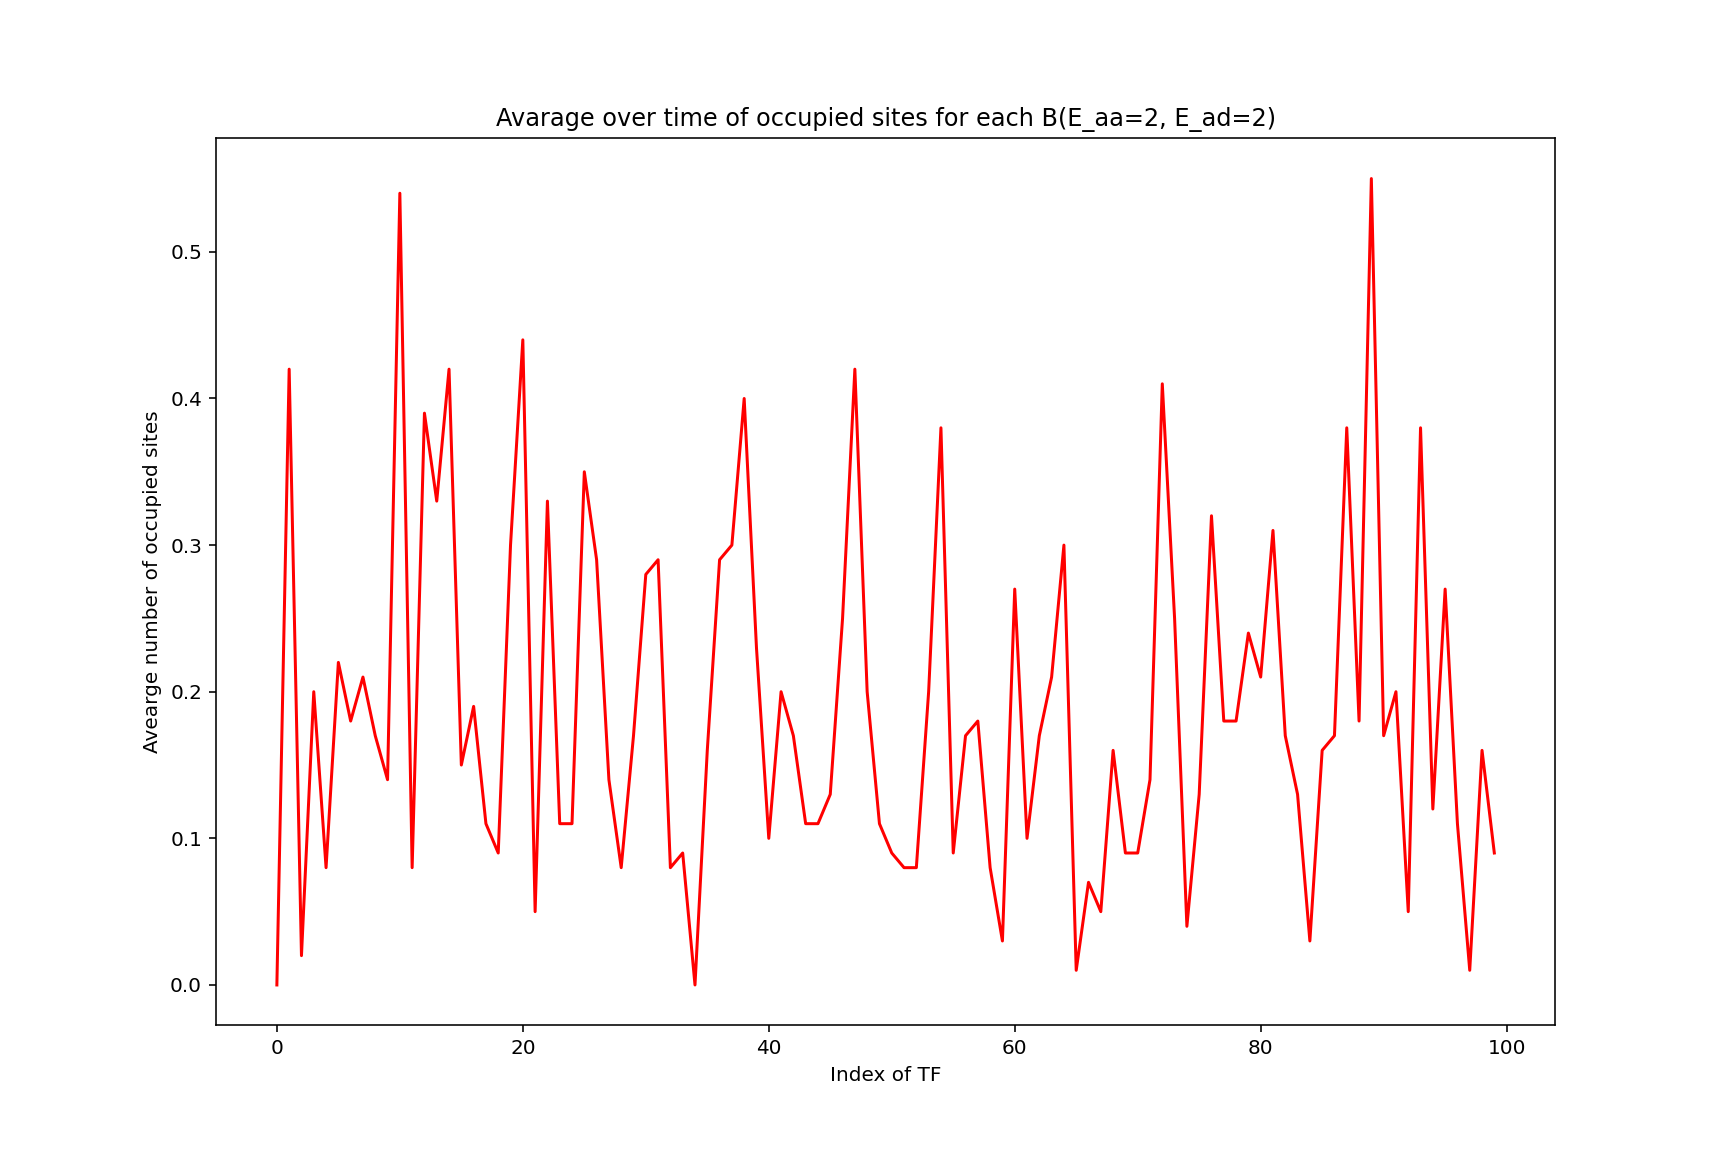 Avarage over time of occupied sites for each B(E_aa=2, E_ad=2)
Avearge number of occupied sites
0.5
0.4
0.3
0.2
0.1
0.0
0 20 40 60 80 100
Index of TF